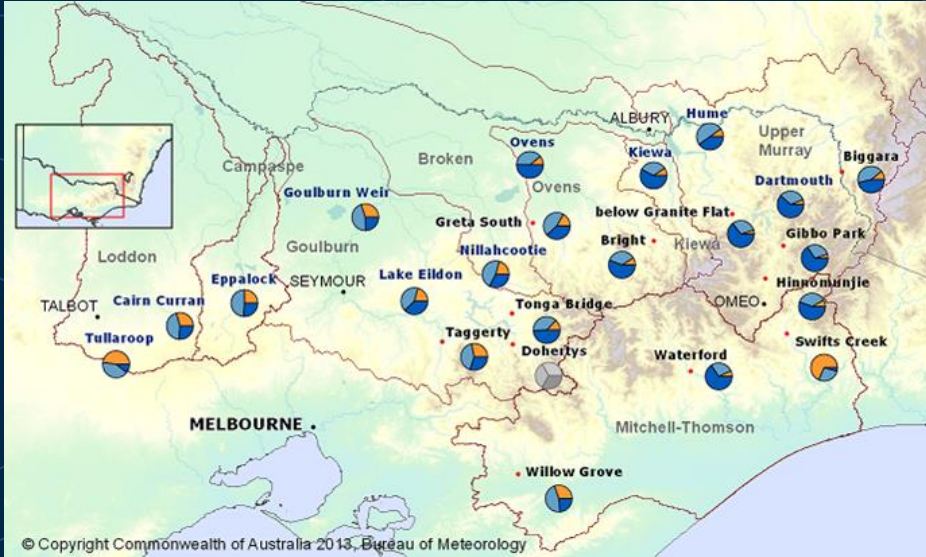 ALBURY
Hume
Upper
Murray
Ovens
Kiewa
Biggara
Broken
Campaspe
Dartmouth
Goulburn Weir
Ovens
below Granite Flat
Greta South
Gibbo Park
Bright
Kiewa
Goulburn
Nillahcootie
Loddon
Eppalock
SEYMOUR
Lake Eildon
Hinnomunjie
TALBOT
Cairn Curran
Tonga Bridge
OMEO
Tullaroop
Taggerty
Dohertys
Waterford
Swifts Creek
MELBOURNE
Mitchell-Thomson
Willow Grove
© Copyright Commonwealth of Australia 2013, Bureau of Meteorology